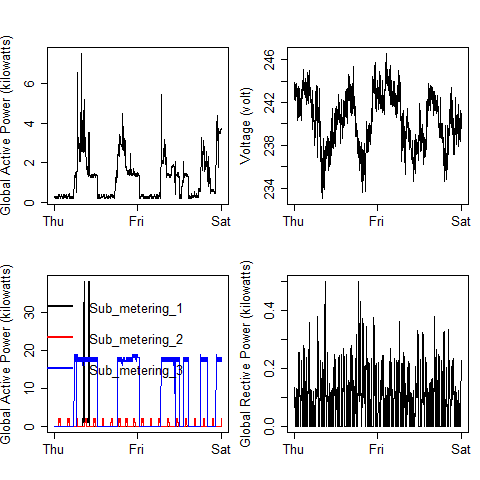 Global Active Power (kilowatts)
0 2 4 6
Thu Fri Sat
Voltage (volt)
234 238 242 246
Thu Fri Sat
Global Active Power (kilowatts)
0 10 20 30
Sub_metering_1
Sub_metering_2
Sub_metering_3
Thu Fri Sat
Global Rective Power (kilowatts)
0.0 0.2 0.4
Thu Fri Sat